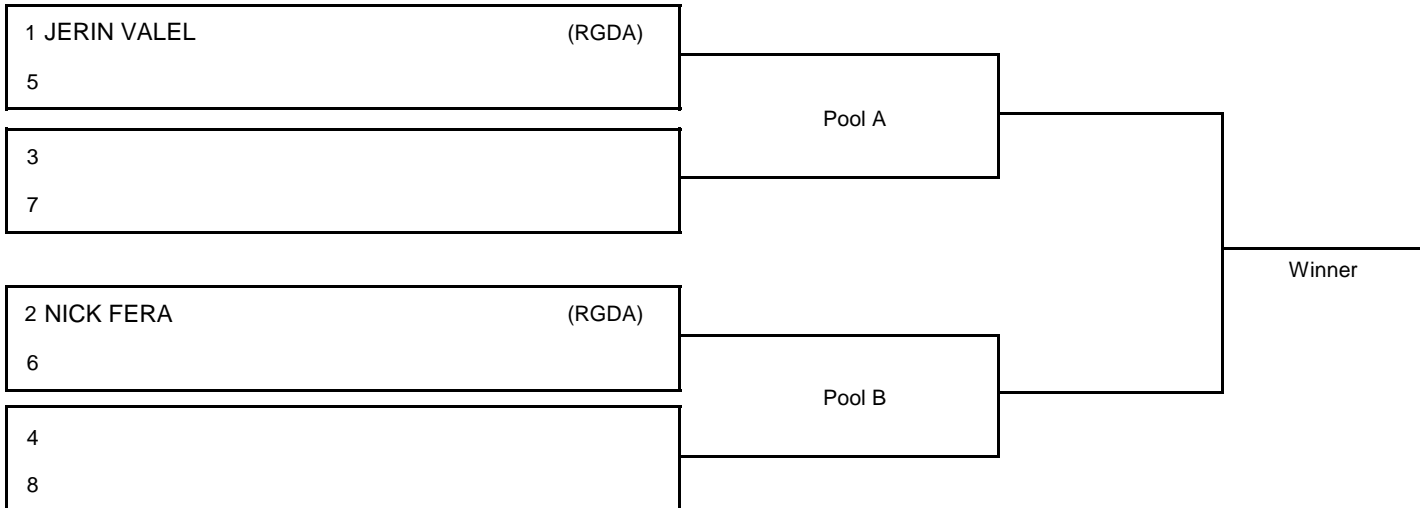 1 JERIN VALEL (RGDA)
5
Pool A
3
7
Winner
2 NICK FERA (RGDA)
6
Pool B
4
8